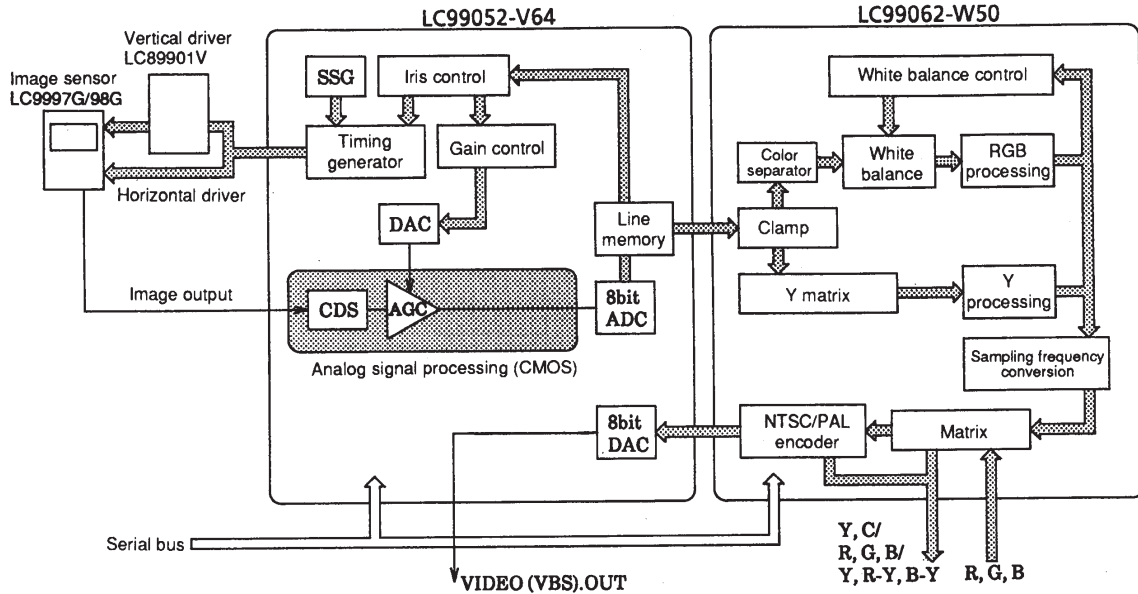 LC99052-V64
LC99062-W50
Vertical driver
LC89901V
Image sensor
LC9997G/98G
SSG
Iris control
Timing
generator
Gain control
Horizontal driver
DAC
Line
memory
Image output
CDS
AGC
8bit
ADC
Analog signal processing (CMOS)
8bit
DAC
White balance control
Color
separator
White
balance
RGB
processing
Clamp
Y matrix
Y
processing
Sampling frequency
conversion
NTSC/PAL
encoder
Matrix
Serial bus
VIDEO (VBS).OUT
Y, C/
R, G, B/
Y, R-Y, B-Y
R, G, B